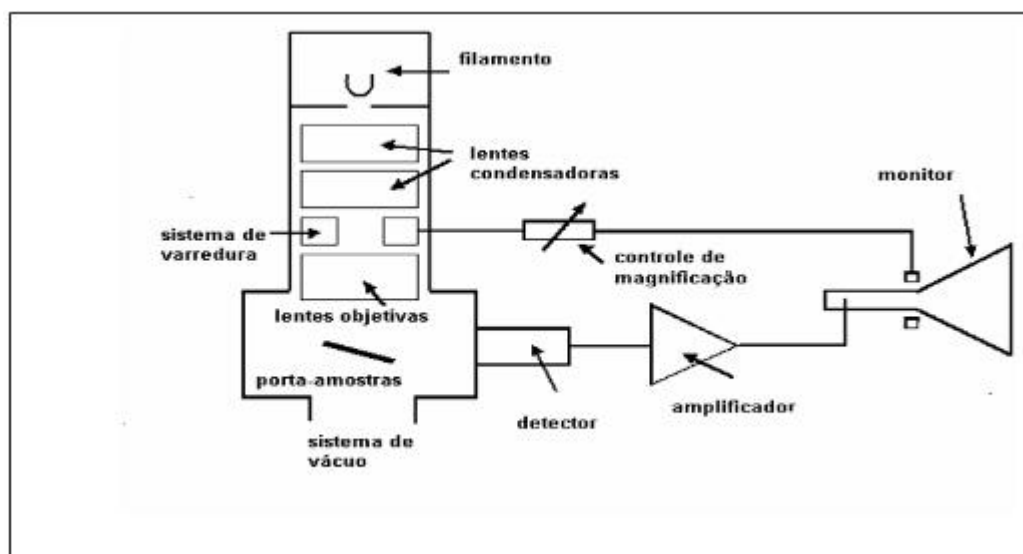 filamento
lentes
condensadoras
monitor
sistema de
varredura
controle de
magnificação
lentes objetivas
porta-amostras
detector
amplificador
sistema de
vácuo